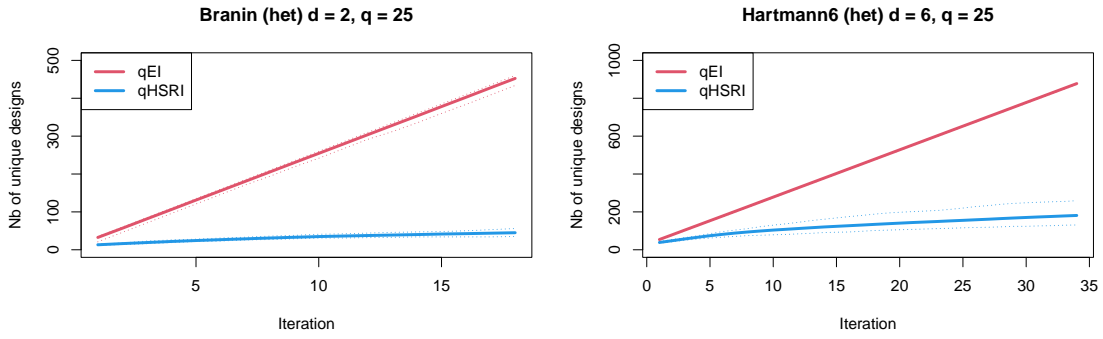 Branin (het) d = 2, q = 25
Nb of unique designs
0
100
300
500
qEI
qHSRI
5
10
15
Iteration
Hartmann6 (het) d = 6, q = 25
Nb of unique designs
0
200
600
1000
qEI
qHSRI
0
5
10
15
20
25
30
35
Iteration